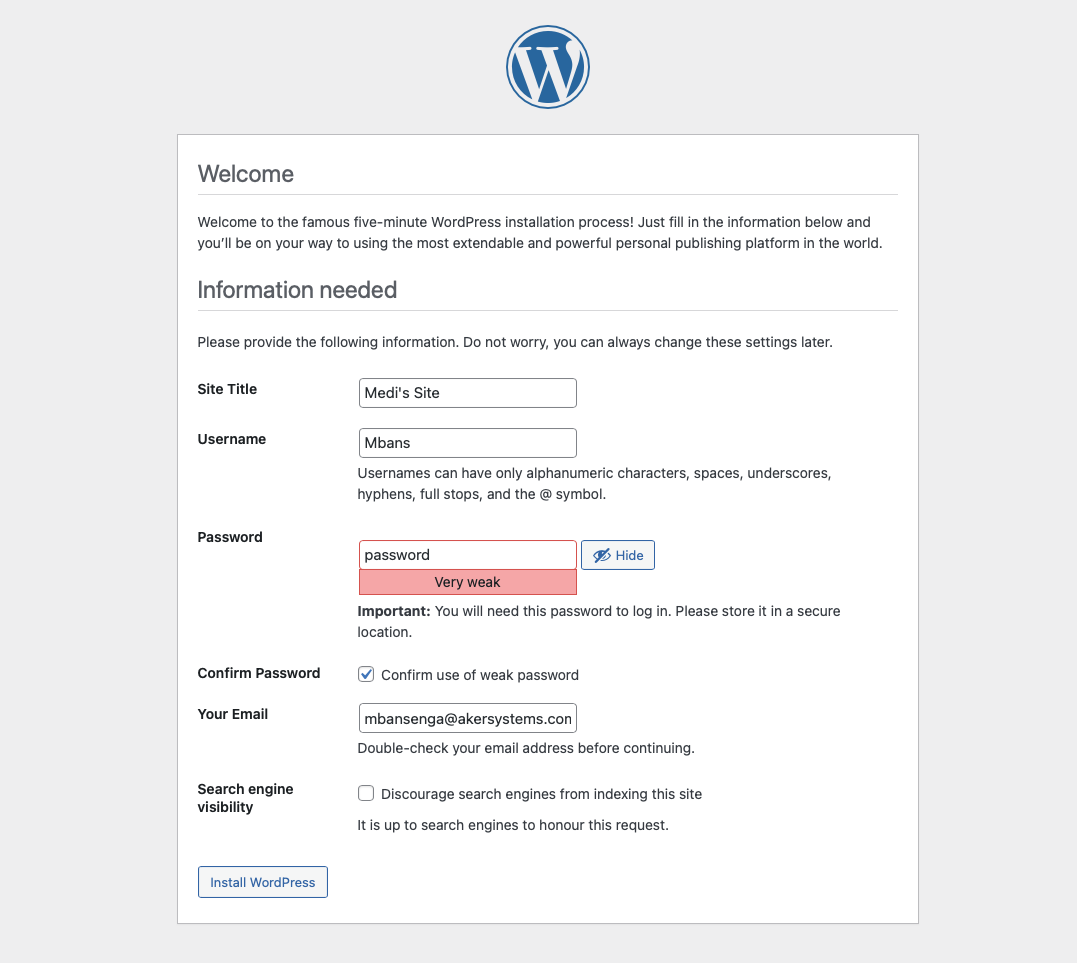 Welcome
Welcome to the famous five-minute WordPress installation process! Just fill in the information below and
you’ll be on your way to using the most extendable and powerful personal publishing platform in the world.
Information needed
Please provide the following information. Do not worry, you can always change these settings later.
Site Title
Medi's Site
Username
Mbans
Usernames can have only alphanumeric characters, spaces, underscores,
hyphens, full stops, and the @ symbol.
Password
password
Hide
Very weak
Important: You will need this password to log in. Please store it in a secure
location.
Confirm Password
Confirm use of weak password
Your Email
mbansenga@akersystems.com
Double-check your email address before continuing.
Search engine
visibility
Discourage search engines from indexing this site
It is up to search engines to honour this request.
Install WordPress